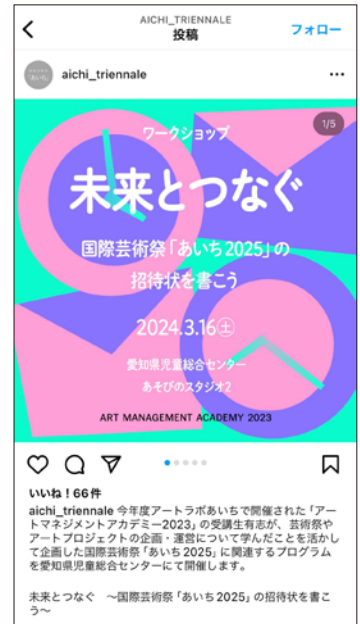 AICHI_TRIENNALE
投稿
フォロー
aichi_triennale
1/5
ワークショップ
未来とつなぐ
国際芸術祭「あいち2025」の
招待状を書こう
2024.3.16㊏
愛知県児童総合センター
あそびのスタジオ2
ART MANAGEMENT ACADEMY 2023
いいね！66件
aichi_triennale 今年度アートラボあいちで開催された「アー
トマネジメントアカデミー2023」の受講生有志が、芸術祭や
アートプロジェクトの企画・運営について学んだことを活かし
て企画した国際芸術祭「あいち2025」に関連するプログラム
を愛知県児童総合センターにて開催します。
未来とつなぐ　～国際芸術祭「あいち2025」の招待状を書こ
う～